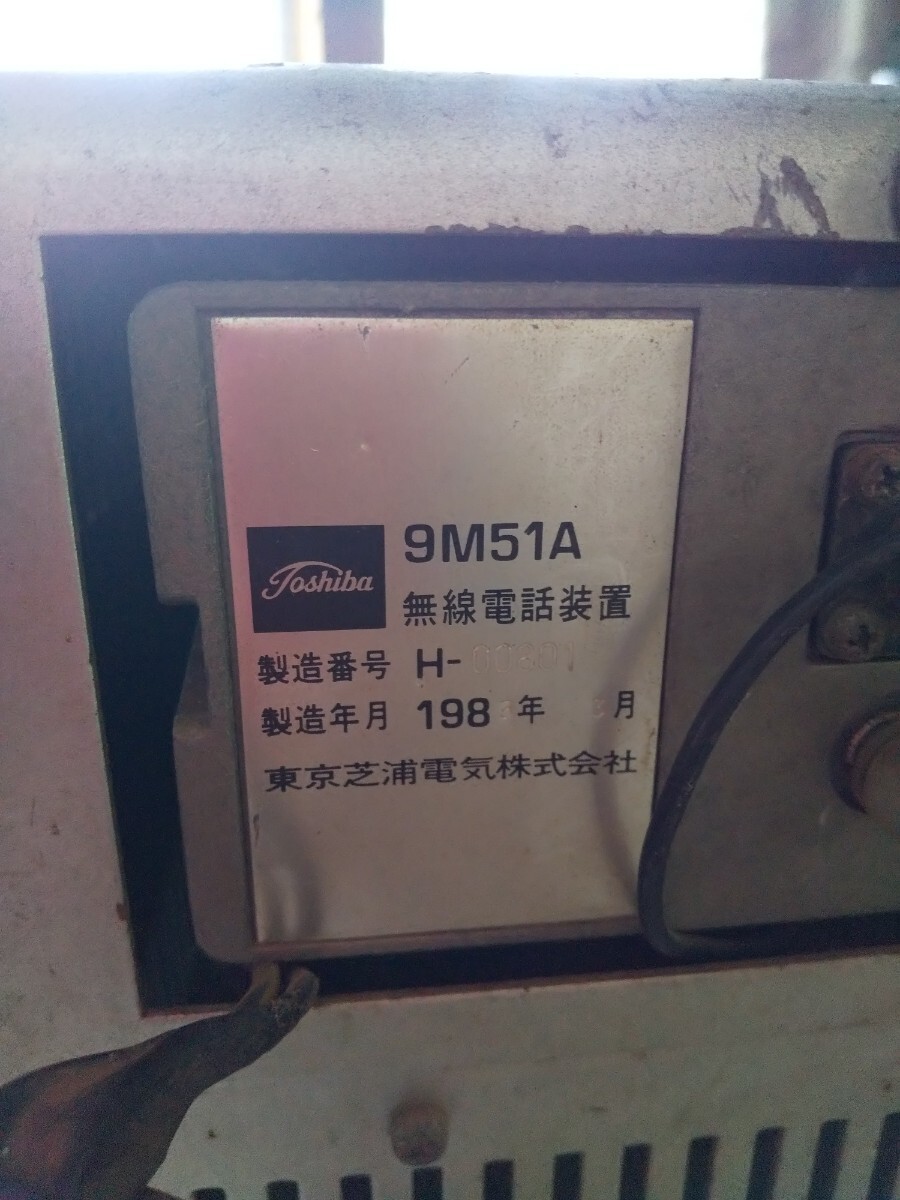 Toshiba
9M51A
無線電話装置
製造番号 H-
製造年月 198 年 月
東京芝浦電気株式会社